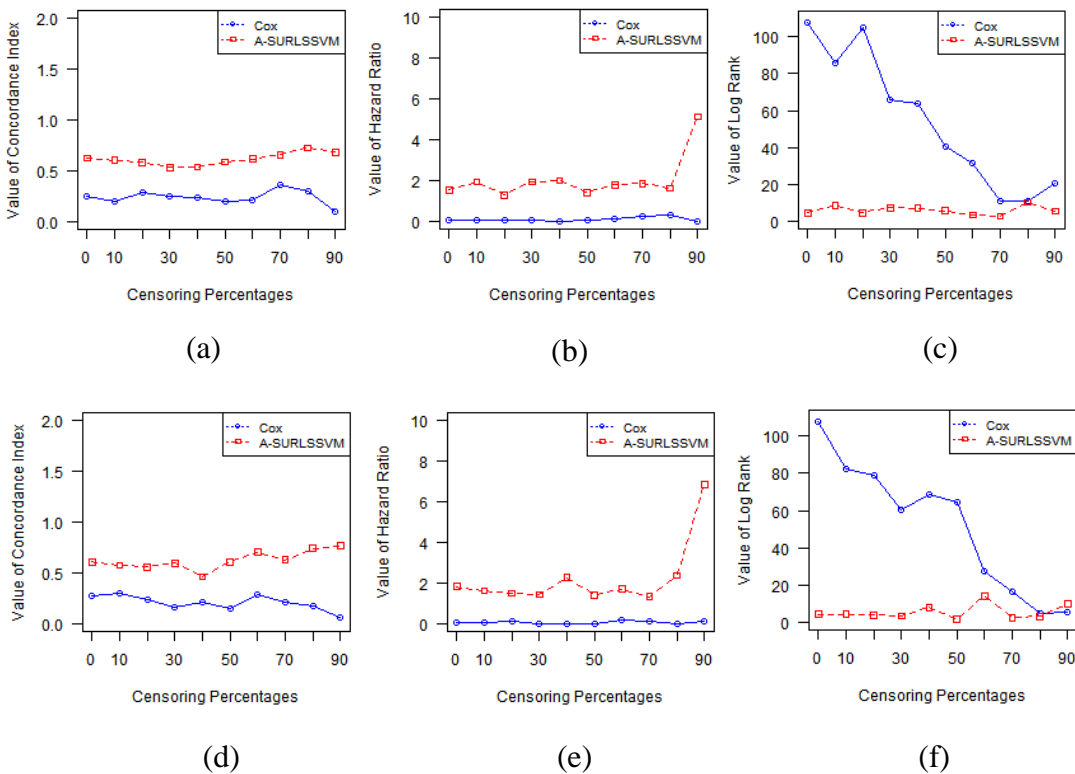 Value of Concordance Index
2.0
1.5
1.0
0.5
0.0
Cox
A-SURLSSVM
0 10 30 50 70 90
Censoring Percentages
(a)
Value of Hazard Ratio
10
8
6
4
2
0
Cox
A-SURLSSVM
0 10 30 50 70 90
Censoring Percentages
(b)
Value of Log Rank
100
80
60
40
20
0
Cox
A-SURLSSVM
0 10 30 50 70 90
Censoring Percentages
(c)
Value of Concordance Index
2.0
1.5
1.0
0.5
0.0
Cox
A-SURLSSVM
0 10 30 50 70 90
Censoring Percentages
(d)
Value of Hazard Ratio
10
8
6
4
2
0
Cox
A-SURLSSVM
0 10 30 50 70 90
Censoring Percentages
(e)
Value of Log Rank
100
80
60
40
20
0
Cox
A-SURLSSVM
0 10 30 50 70 90
Censoring Percentages
(f)